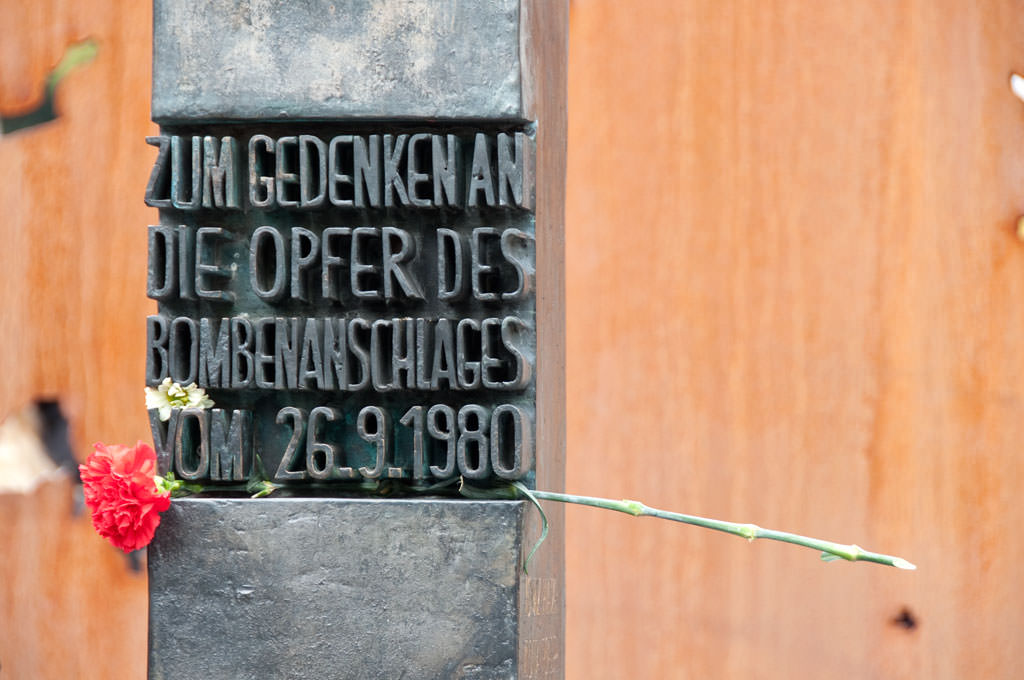 ZUM GEDENKEN AN
DIE OPFER DES
BOMBENANSCHLAGES
VOM 26.9.1980